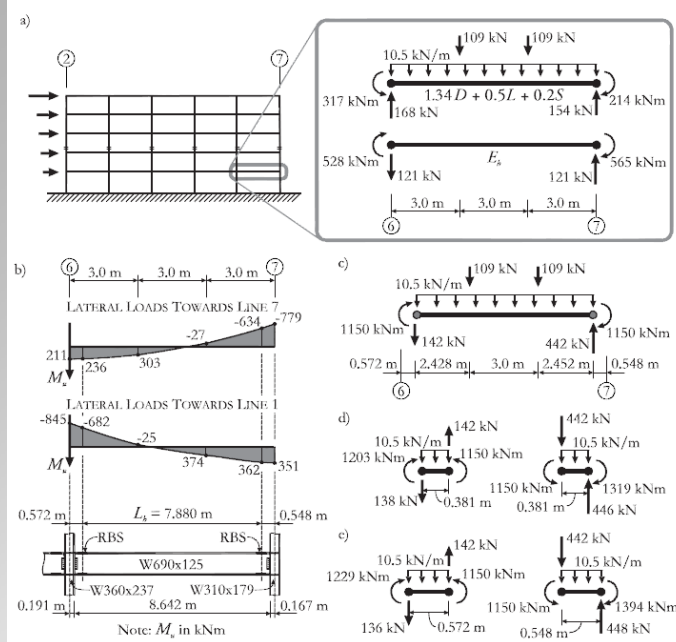 a)
2
7
109 kN
109 kN
10.5 kN/m
1.34D + 0.5L + 0.2S
317 kNm
214 kNm
168 kN
154 kN
528 kNm
E_h
565 kNm
121 kN
121 kN
3.0 m
3.0 m
3.0 m
6
7
b)
6
7
3.0 m
3.0 m
3.0 m
LATERAL LOADS TOWARDS LINE 7
-779
-634
-27
211
236
303
M_u
LATERAL LOADS TOWARDS LINE 1
-845
-682
-25
374
362
351
M_u
0.572 m
L_h = 7.880 m
0.548 m
RBS
RBS
W690x125
W360x237
W310x179
0.191 m
8.642 m
0.167 m
Note: M_u in kNm
c)
109 kN
109 kN
10.5 kN/m
1150 kNm
1150 kNm
142 kN
442 kN
0.572 m
2.428 m
3.0 m
2.452 m
0.548 m
6
7
d)
142 kN
10.5 kN/m
1203 kNm
1150 kNm
138 kN
0.381 m
442 kN
10.5 kN/m
1150 kNm
1319 kNm
0.381 m
446 kN
e)
142 kN
10.5 kN/m
1229 kNm
1150 kNm
136 kN
0.572 m
442 kN
10.5 kN/m
1150 kNm
1394 kNm
0.548 m
448 kN